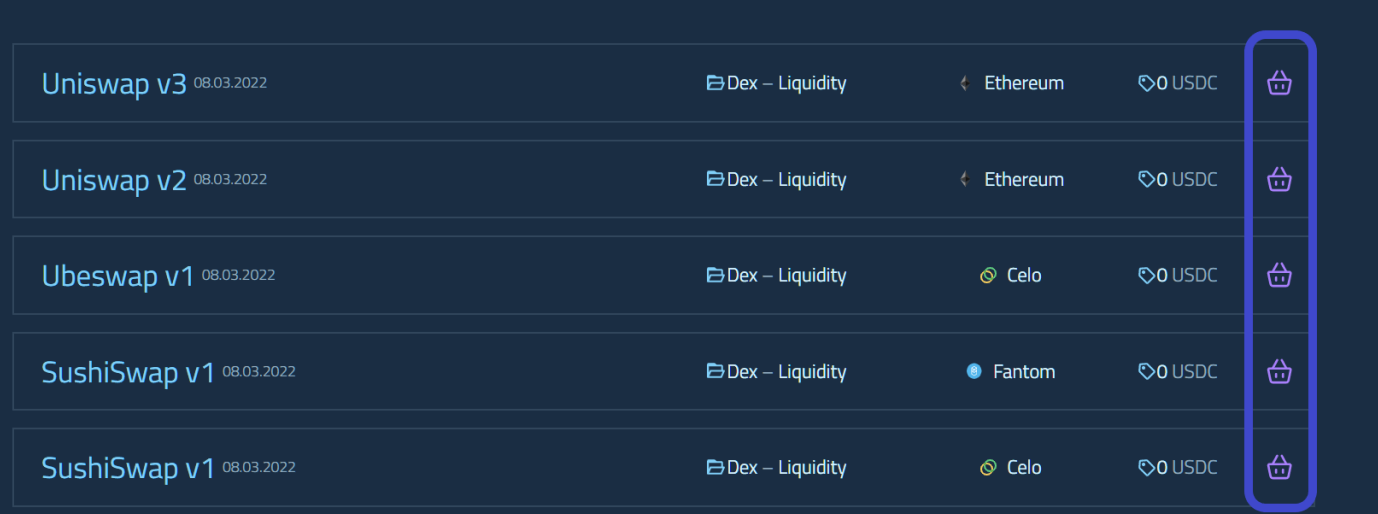 Uniswap v3 08.03.2022 Dex – Liquidity Ethereum 0 USDC
Uniswap v2 08.03.2022 Dex – Liquidity Ethereum 0 USDC
Ubeswap v1 08.03.2022 Dex – Liquidity Celo 0 USDC
SushiSwap v1 08.03.2022 Dex – Liquidity Fantom 0 USDC
SushiSwap v1 08.03.2022 Dex – Liquidity Celo 0 USDC